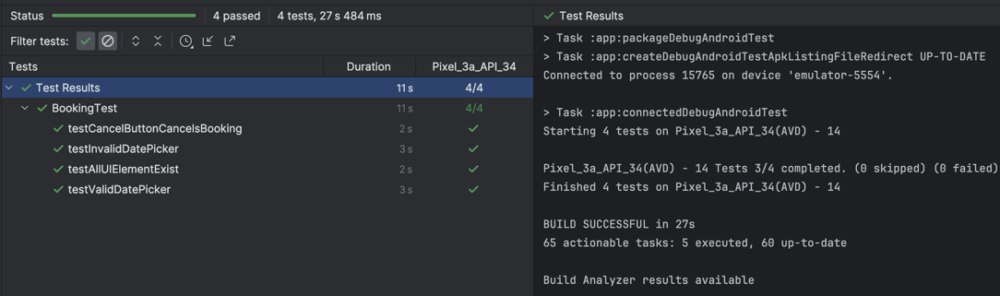 Status 4 passed 4 tests, 27 s 484 ms
Filter tests:
Tests Duration Pixel_3a_API_34
Test Results 11 s 4/4
BookingTest 11 s 4/4
testCancelButtonCancelsBooking 2 s
testInvalidDatePicker 3 s
testAllUIElementExist 2 s
testValidDatePicker 3 s
Test Results
> Task :app:packageDebugAndroidTest
> Task :app:createDebugAndroidTestApkListingFileRedirect UP-TO-DATE
Connected to process 15765 on device 'emulator-5554'.
> Task :app:connectedDebugAndroidTest
Starting 4 tests on Pixel_3a_API_34(AVD) - 14
Pixel_3a_API_34(AVD) - 14 Tests 3/4 completed. (0 skipped) (0 failed)
Finished 4 tests on Pixel_3a_API_34(AVD) - 14
BUILD SUCCESSFUL in 27s
65 actionable tasks: 5 executed, 60 up-to-date
Build Analyzer results available